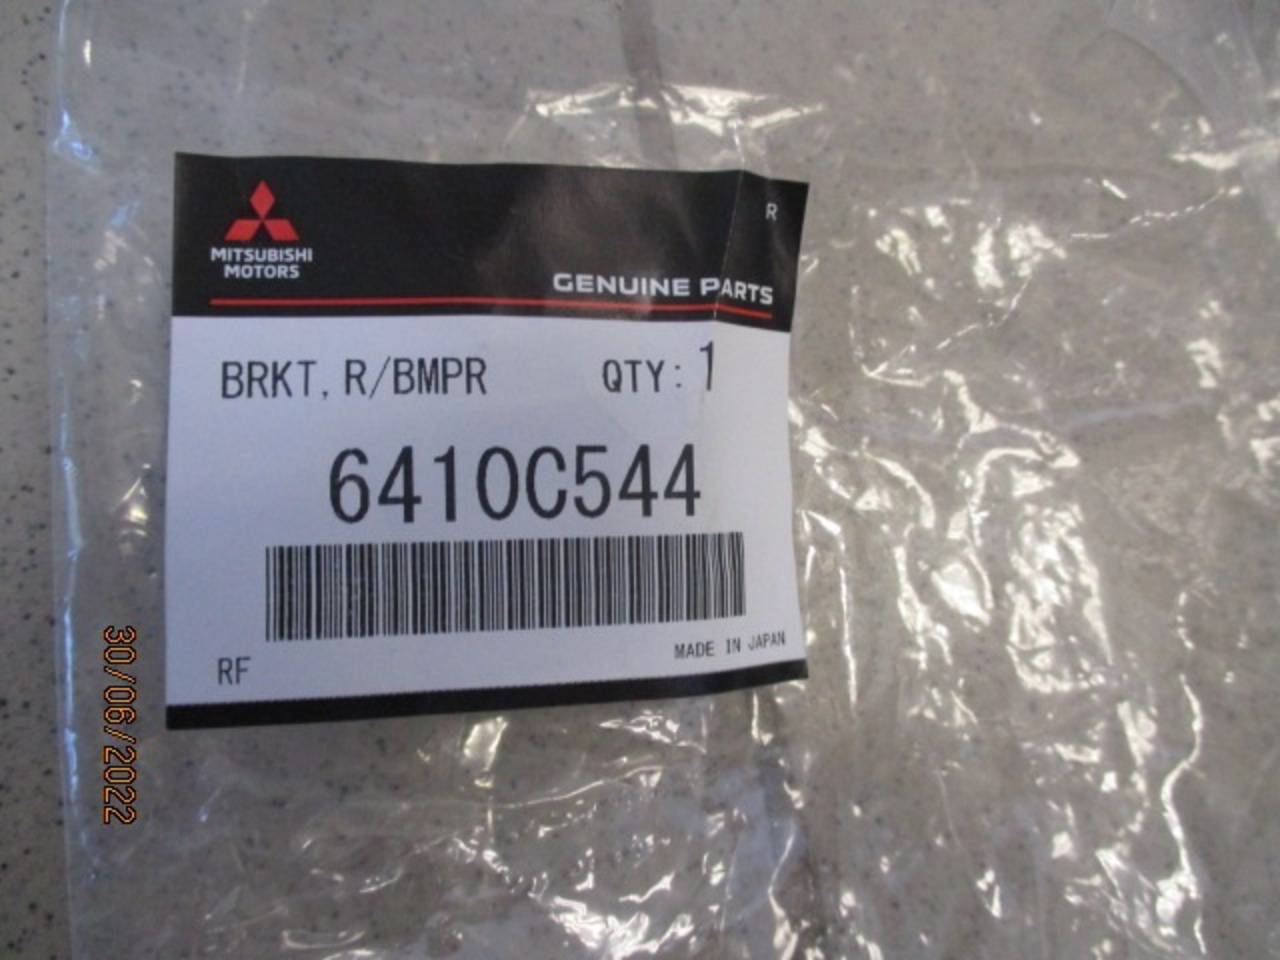 R
MITSUBISHI
MOTORS
GENUINE PARTS
BRKT, R/BMPR QTY: 1
6410C544
RF
MADE IN JAPAN
30/06/2022